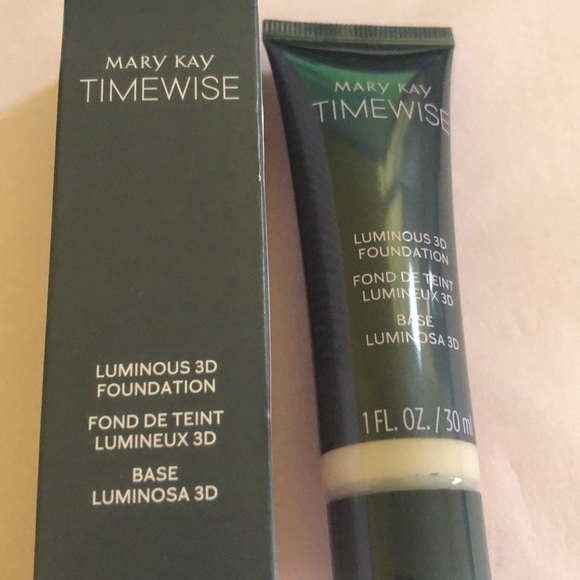 MARY KAY
TIMEWISE
LUMINOUS 3D
FOUNDATION
FOND DE TEINT
LUMINEUX 3D
BASE
LUMINOSA 3D
MARY KAY
TIMEWISE
LUMINOUS 3D
FOUNDATION
FOND DE TEINT
LUMINEUX 3D
BASE
LUMINOSA 3D
1 FL. OZ. / 30 ml